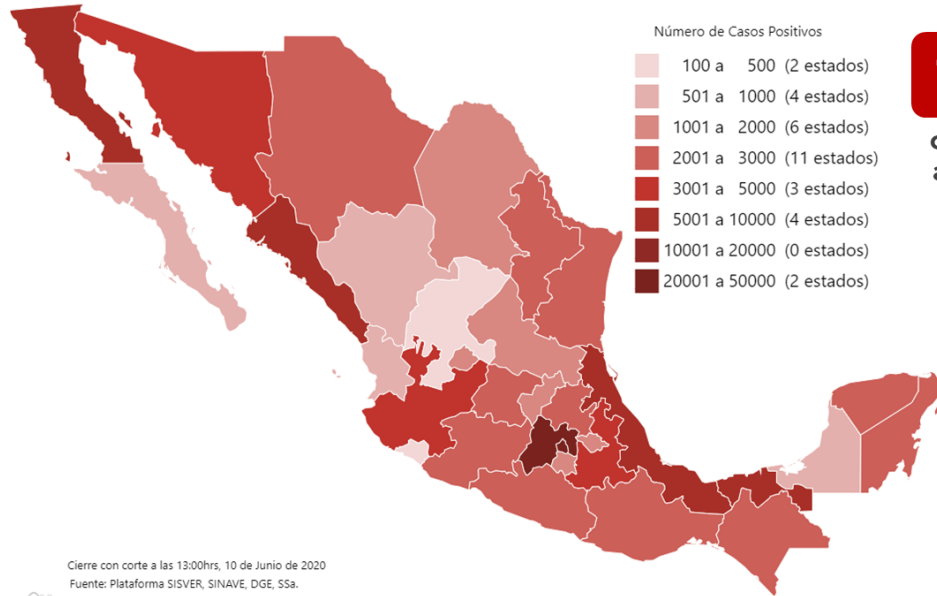 Número de Casos Positivos
100 a 500 (2 estados)
501 a 1000 (4 estados)
1001 a 2000 (6 estados)
2001 a 3000 (11 estados)
3001 a 5000 (3 estados)
5001 a 10000 (4 estados)
10001 a 20000 (0 estados)
20001 a 50000 (2 estados)
Cierre con corte a las 13:00hrs, 10 de Junio de 2020
Fuente: Plataforma SISVER, SINAVE, DGE, SSa.